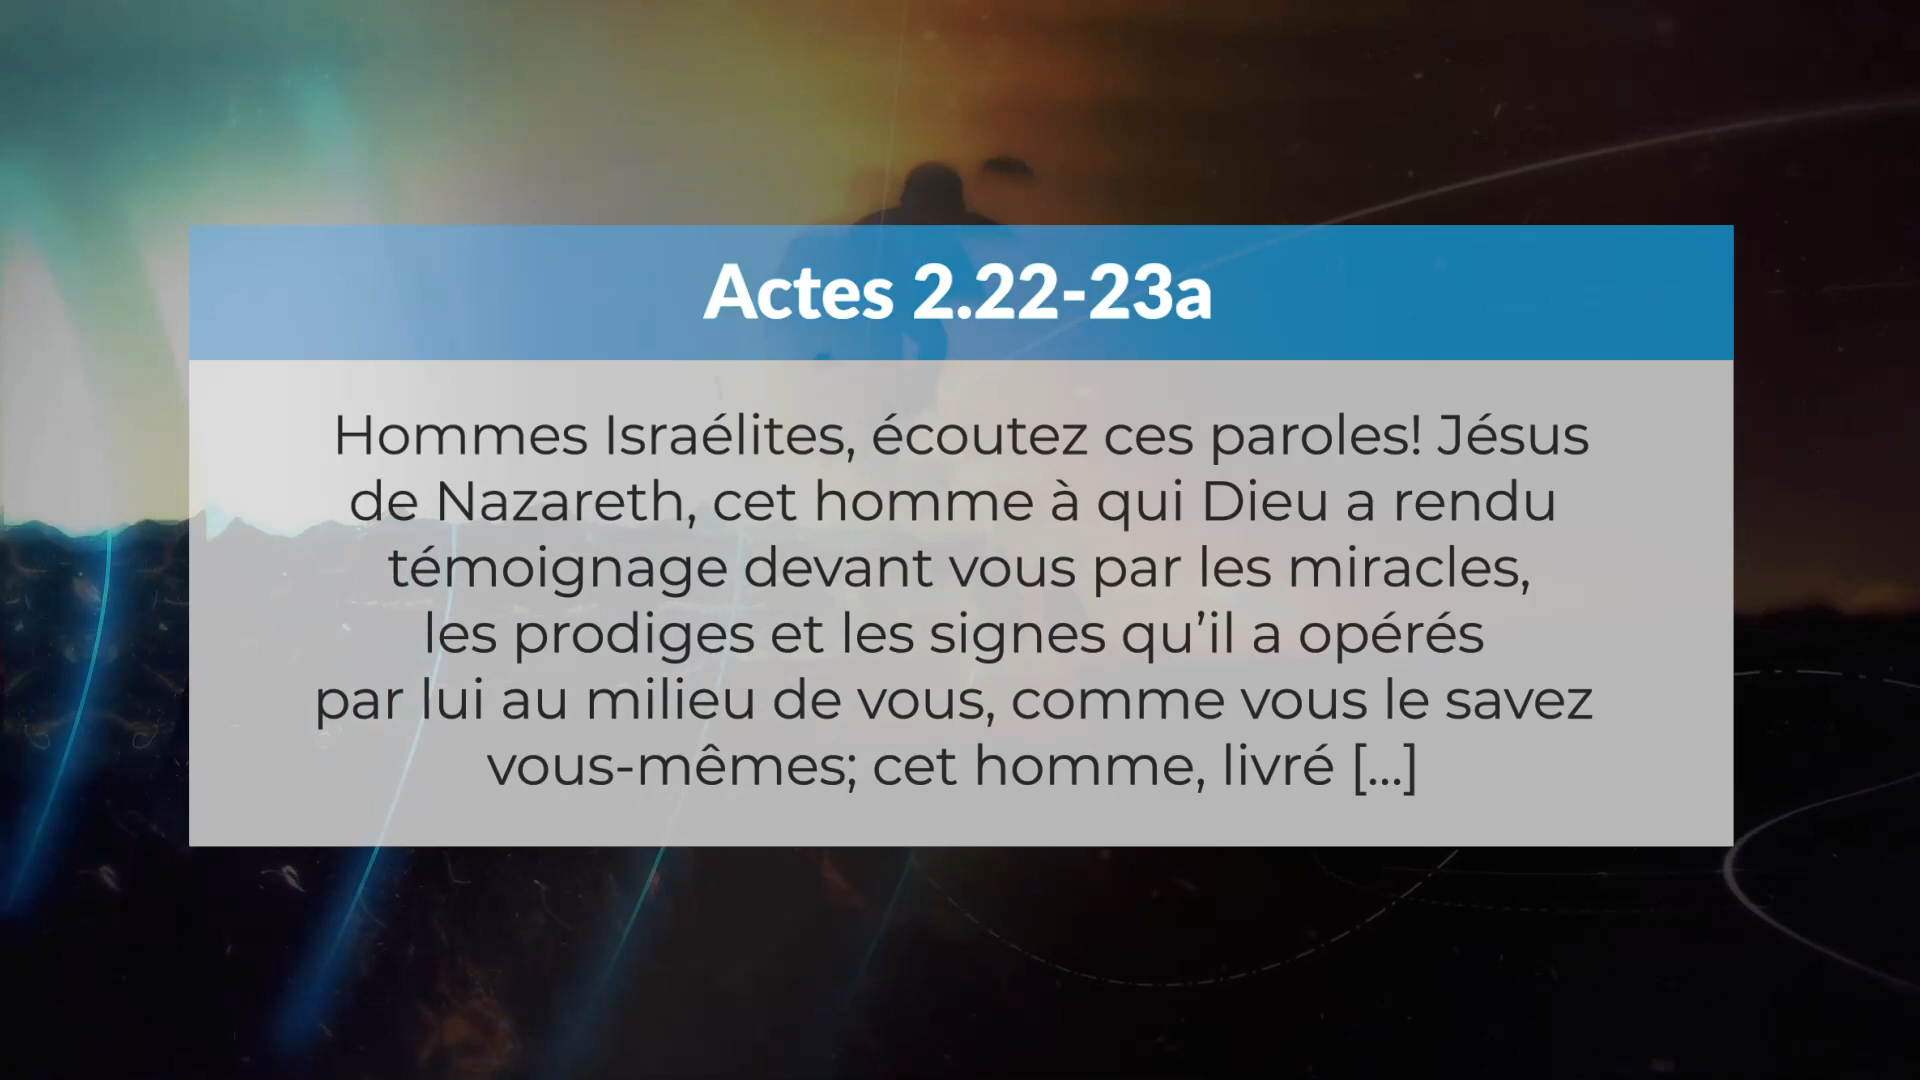 Actes 2.22-23a
Hommes Israélites, écoutez ces paroles! Jésus
de Nazareth, cet homme à qui Dieu a rendu
témoignage devant vous par les miracles,
les prodiges et les signes qu’il a opérés
par lui au milieu de vous, comme vous le savez
vous-mêmes; cet homme, livré [...]